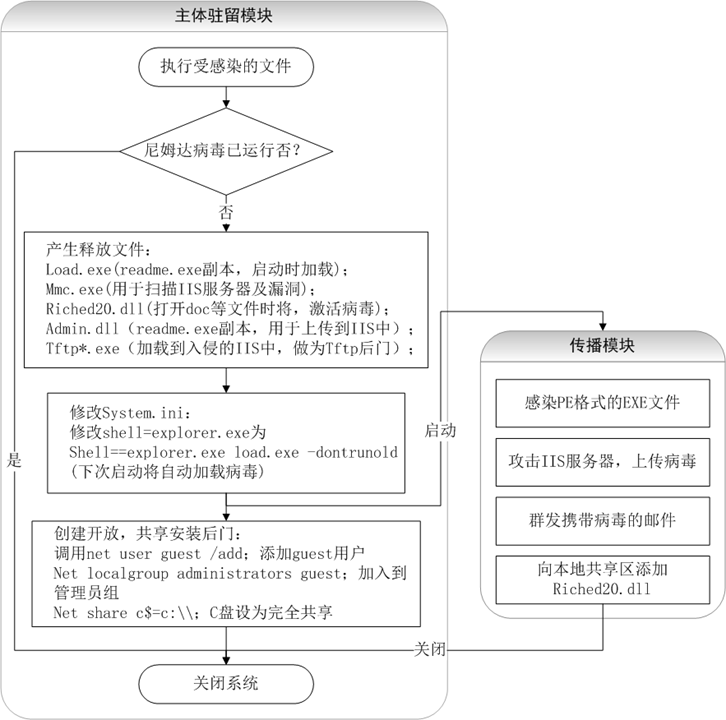 主体驻留模块
执行受感染的文件
尼姆达病毒已运行否？
否
产生释放文件：
Load.exe(readme.exe副本，启动时加载)；
Mmc.exe(用于扫描IIS服务器及漏洞)；
Riched20.dll(打开doc等文件时将，激活病毒)；
Admin.dll（readme.exe副本，用于上传到IIS中)；
Tftp*.exe（加载到入侵的IIS中，做为Tftp后门)；
修改System.ini：
修改shell=explorer.exe为
Shell==explorer.exe load.exe -dontrunold
(下次启动将自动加载病毒)
是
启动
创建开放，共享安装后门：
调用net user guest /add；添加guest用户
Net localgroup administrators guest；加入到
管理员组
Net share c$=c:\\；C盘设为完全共享
关闭系统
传播模块
感染PE格式的EXE文件
攻击IIS服务器，上传病毒
群发携带病毒的邮件
向本地共享区添加
Riched20.dll
关闭